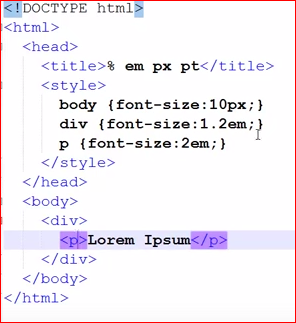 <!DOCTYPE html>
<html>
<head>
<title>% em px pt</title>
<style>
body {font-size:10px;}
div {font-size:1.2em;}
p {font-size:2em;}
</style>
</head>
<body>
<div>
<p>Lorem Ipsum</p>
</div>
</body>
</html>